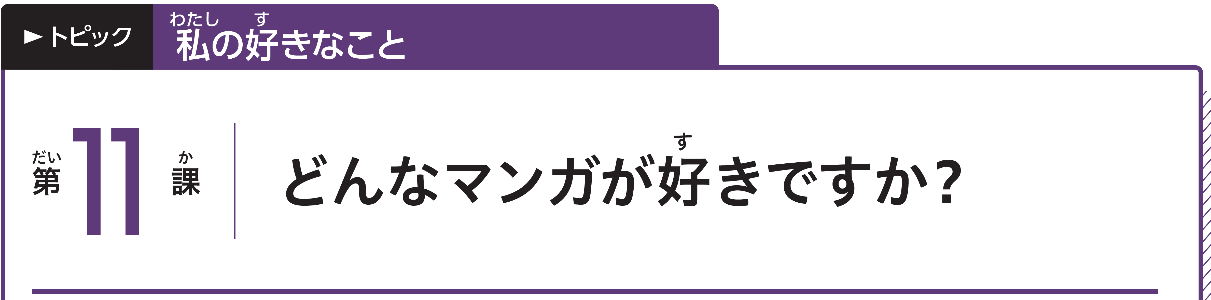 ▶トピック
わたし す
私の好きなこと
だい か
第11課
す
どんなマンガが好きですか?